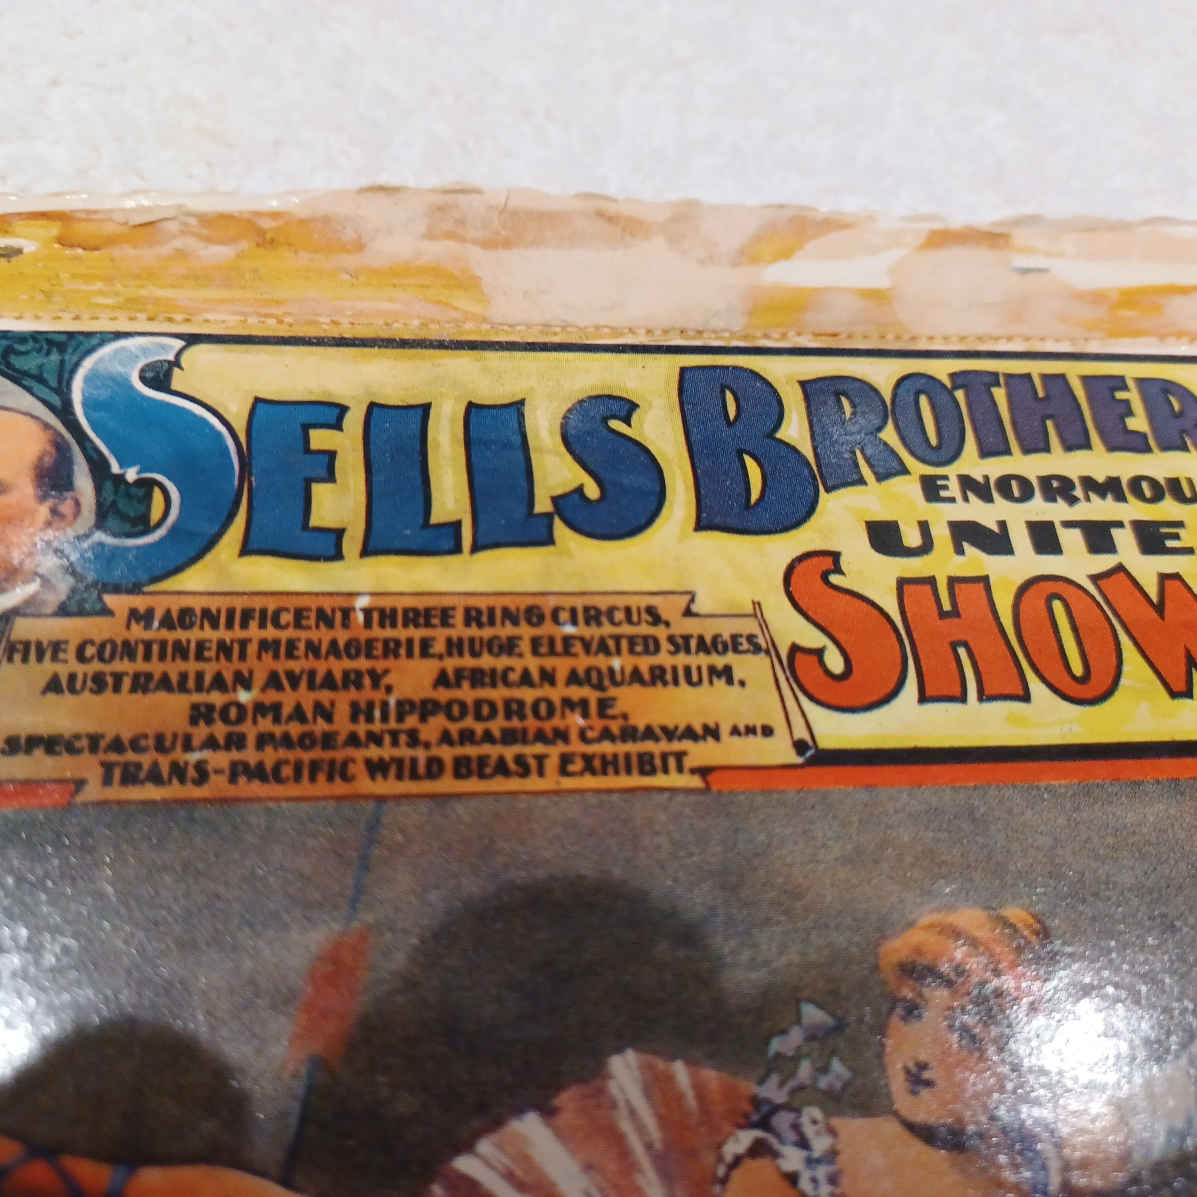 SELLS BROTHER
ENORMOU
UNITE
SHOW
MAGNIFICENT THREE RING CIRCUS,
FIVE CONTINENT MENAGERIE, HUGE ELEVATED STAGES,
AUSTRALIAN AVIARY, AFRICAN AQUARIUM,
ROMAN HIPPODROME,
SPECTACULAR PAGEANTS, ARABIAN CARAVAN AND
TRANS-PACIFIC WILD BEAST EXHIBIT.